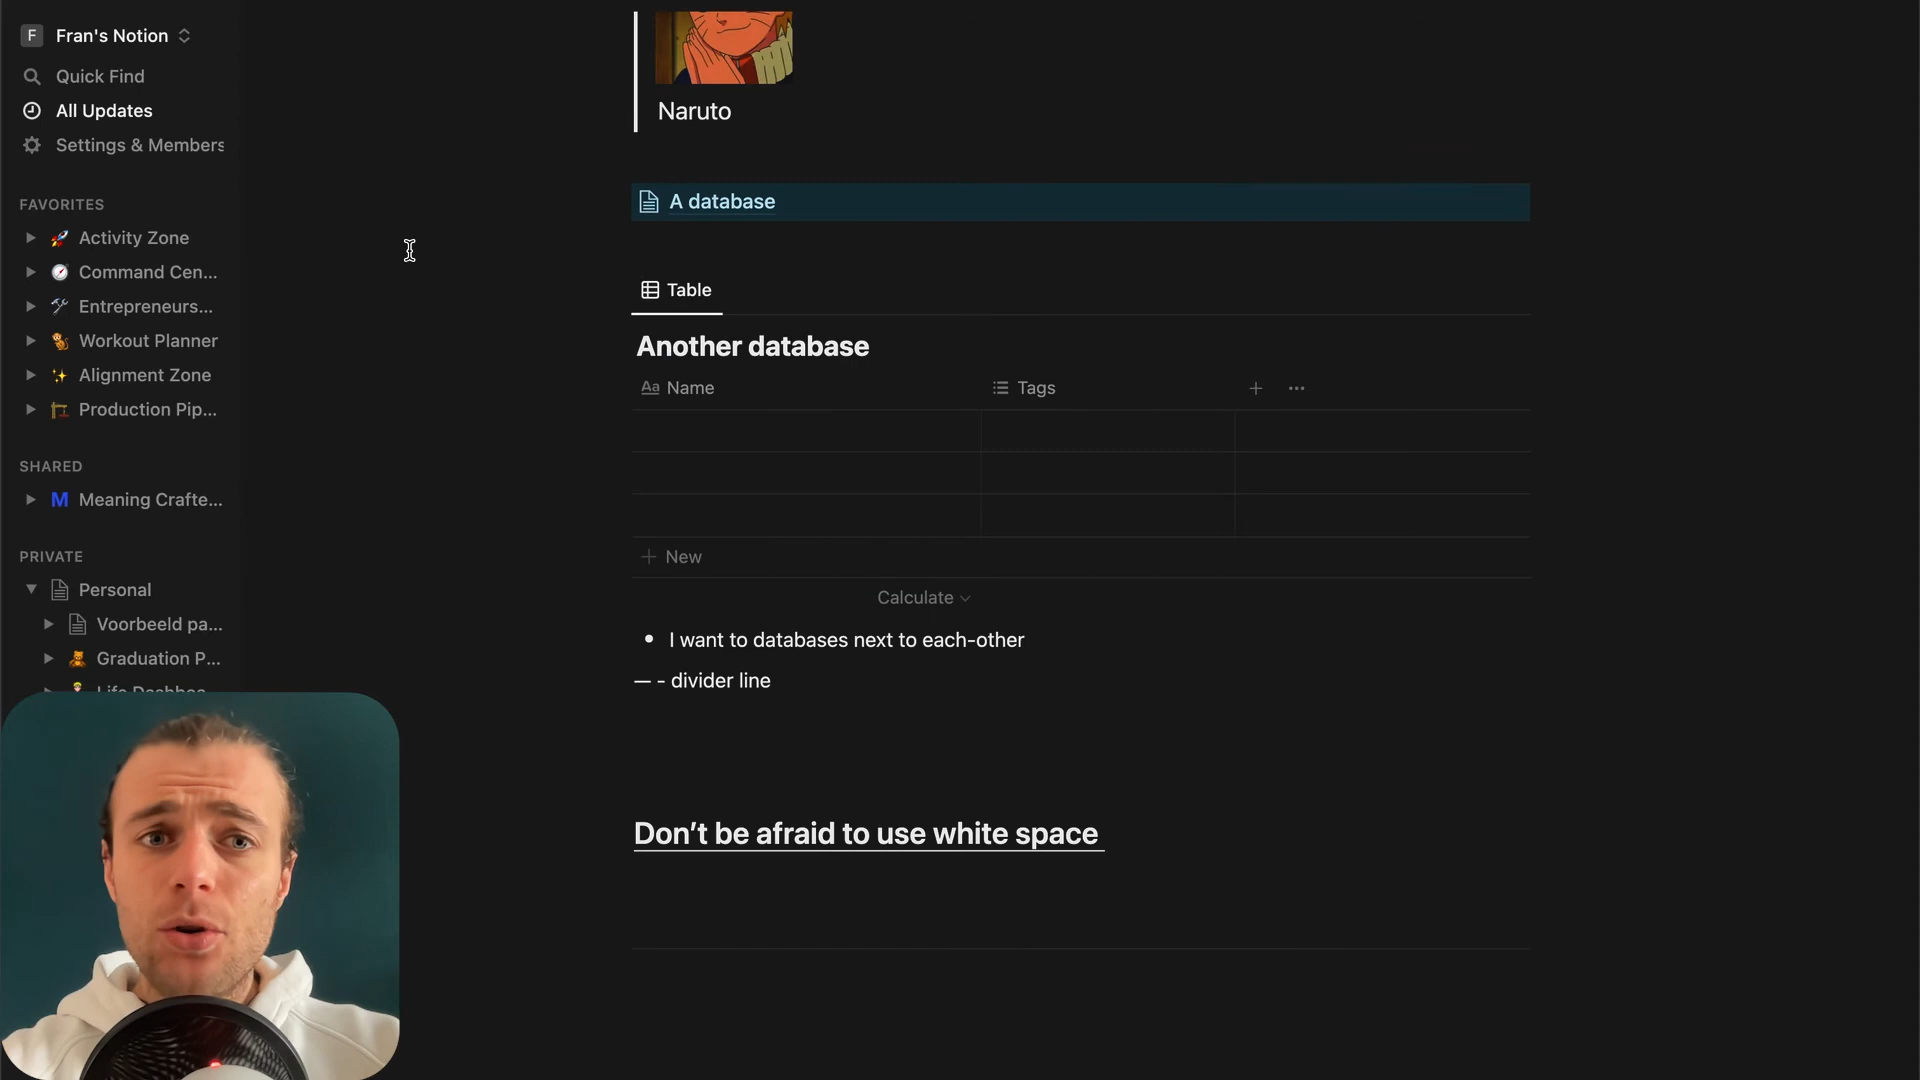 F Fran's Notion
Quick Find
All Updates
Settings & Members
FAVORITES
Activity Zone
Command Cen...
Entrepreneurs...
Workout Planner
Alignment Zone
Production Pip...
SHARED
M Meaning Crafte...
PRIVATE
Personal
Voorbeeld pa...
Graduation P...
Life Dashboa
Naruto
A database
Table
Another database
Aa Name
Tags
+ ...
+ New
Calculate
• I want to databases next to each-other
— - divider line
Don't be afraid to use white space